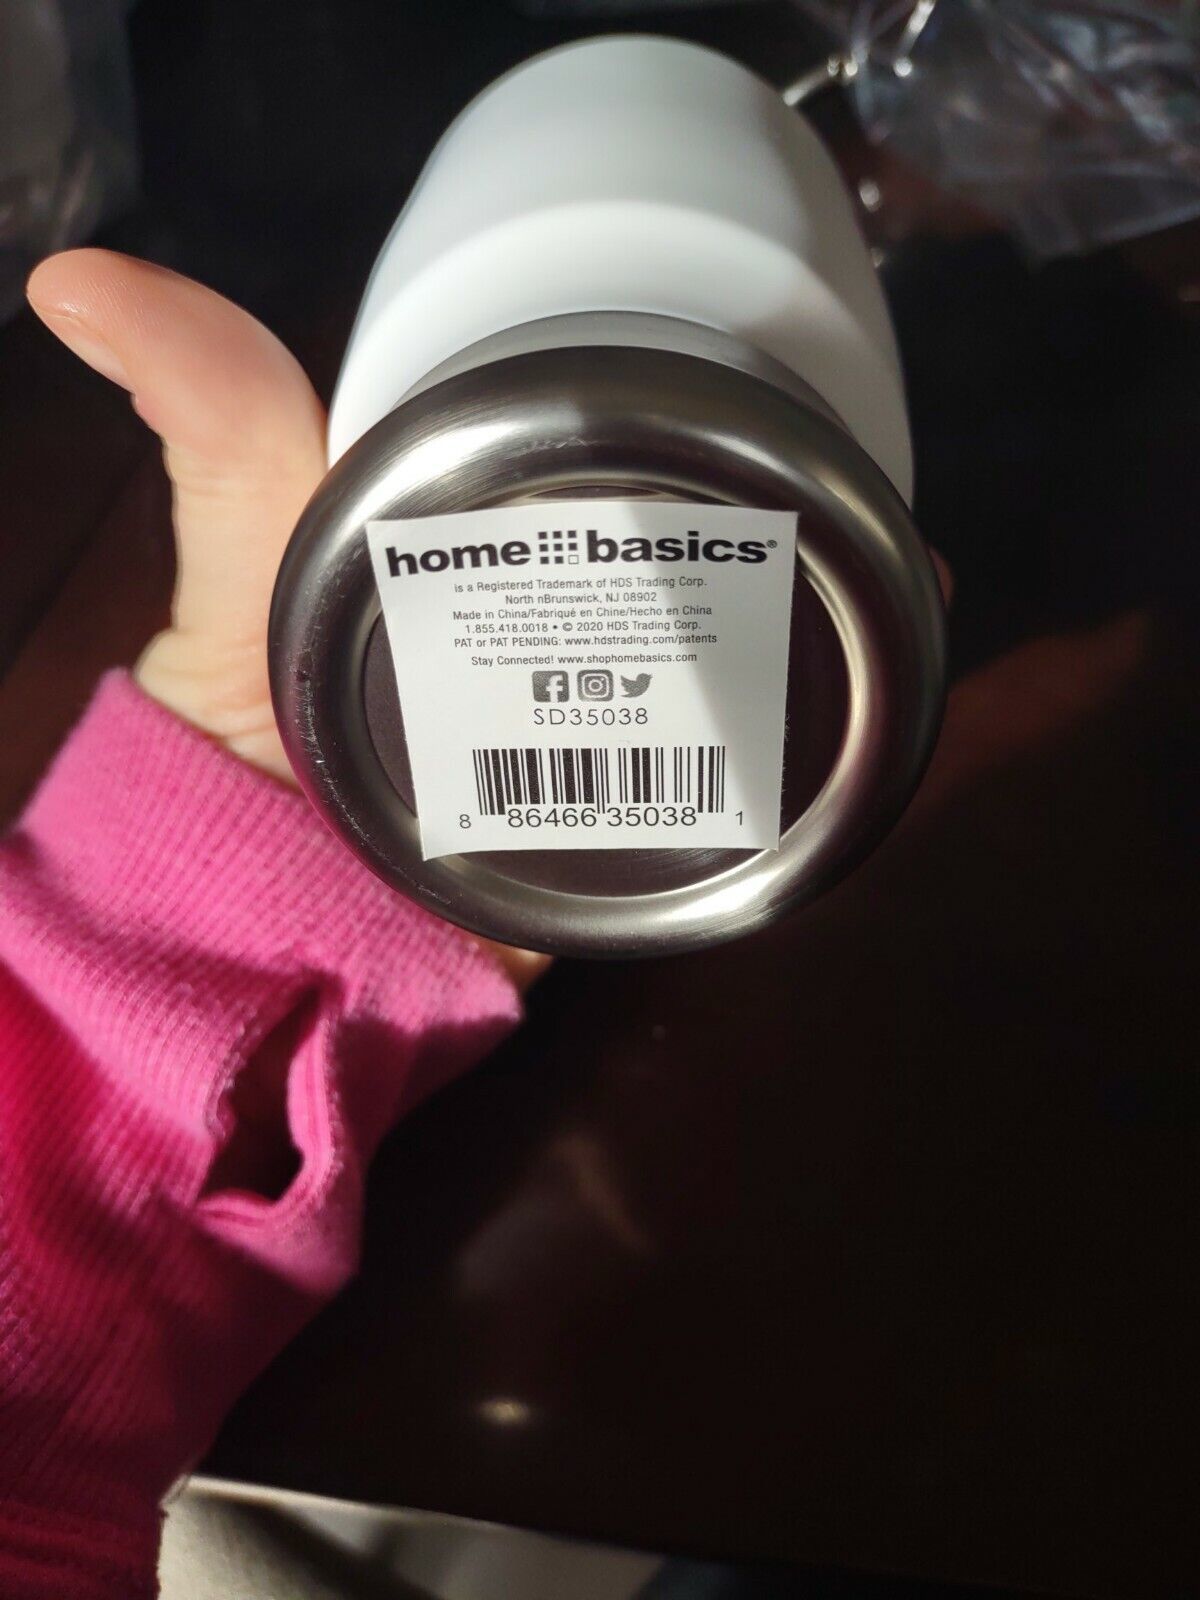 home basics®
is a Registered Trademark of HDS Trading Corp.
North nBrunswick, NJ 08902
Made in China/Fabriqué en Chine/Hecho en China
1.855.418.0018 • © 2020 HDS Trading Corp.
PAT or PAT PENDING: www.hdstrading.com/patents
Stay Connected! www.shophomebasics.com
SD35038
8 86466 35038 1